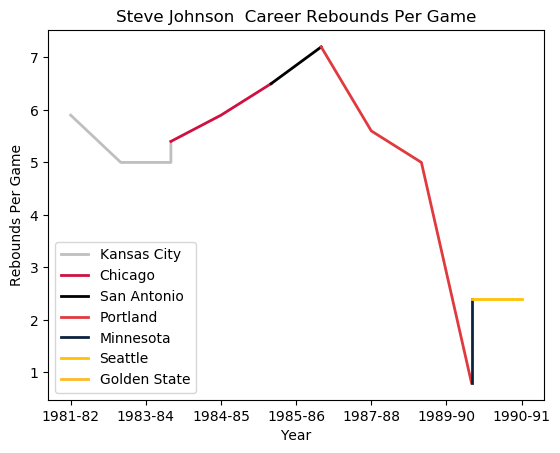 Steve Johnson  Career Rebounds Per Game
Rebounds Per Game
7
6
5
4
3
2
1
Kansas City
Chicago
San Antonio
Portland
Minnesota
Seattle
Golden State
1981-82 1983-84 1984-85 1985-86 1987-88 1989-90 1990-91
Year